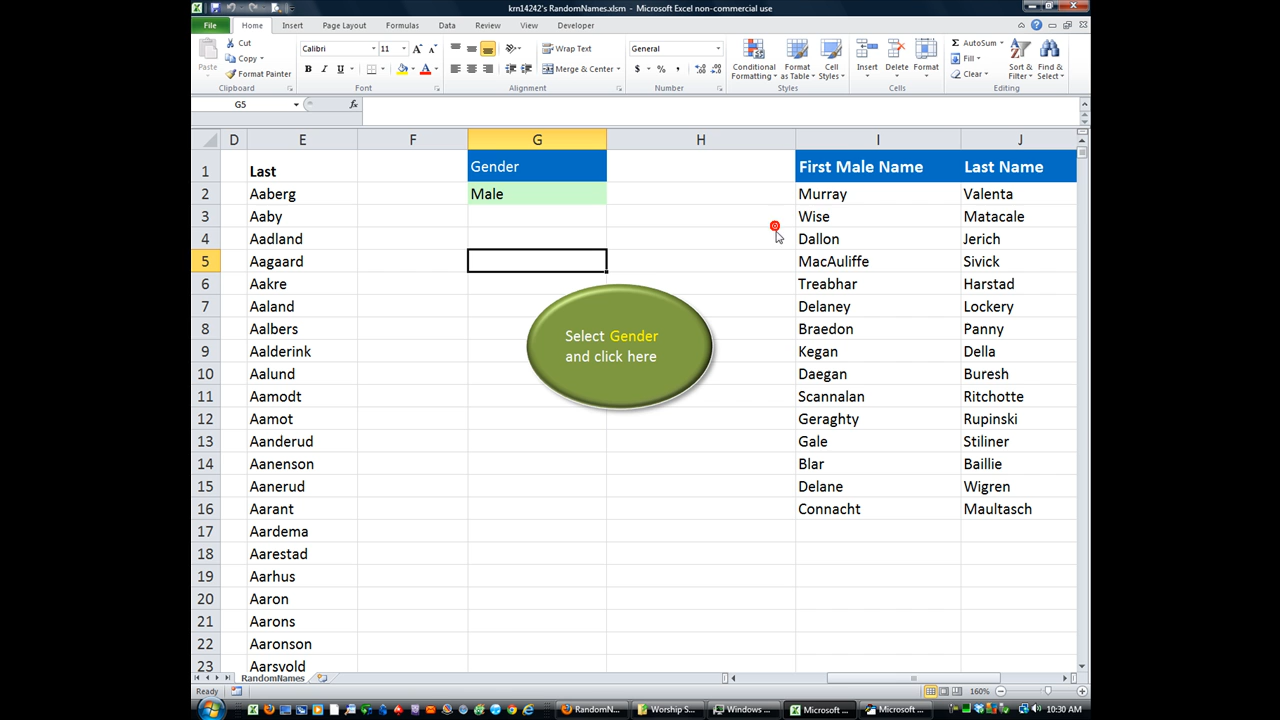 krn14242's RandomNames.xlsm - Microsoft Excel non-commercial use
File Home Insert Page Layout Formulas Data Review View Developer
Paste
Cut
Copy
Format Painter
Clipboard
Calibri 11
B I U
Font
Wrap Text
Merge & Center
Alignment
General
$ % ,
Number
Conditional Formatting
Format as Table
Cell Styles
Styles
Insert Delete Format
Cells
AutoSum
Fill
Clear
Sort & Filter
Find & Select
Editing
G5 fx
D E F G H I J
1 Last Gender First Male Name Last Name
2 Aaberg Male Murray Valenta
3 Aaby Wise Matacale
4 Aadland Dallon Jerich
5 Aagaard MacAuliffe Sivick
6 Aakre Treabhar Harstad
7 Aaland Delaney Lockery
8 Aalbers Braedon Panny
9 Aalderink Kegan Della
10 Aalund Daegan Buresh
11 Aamodt Scannalan Ritchotte
12 Aamot Geraghty Rupinski
13 Aanderud Gale Stiliner
14 Aanenson Blar Baillie
15 Aanerud Delane Wigren
16 Aarant Connacht Maultasch
17 Aardema
18 Aarestad
19 Aarhus
20 Aaron
21 Aarons
22 Aaronson
23 Aarsvold
Select Gender
and click here
RandomNames
Ready 160%
RandomN... Worship S... Windows ... Microsoft ... Microsoft ... 10:30 AM